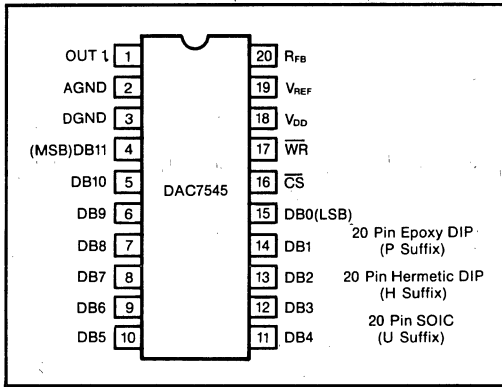 OUT 1 1 20 RFB
AGND 2 19 VREF
DGND 3 18 VDD
(MSB)DB11 4 17 WR
DB10 5 16 CS
DAC7545
DB9 6 15 DB0(LSB)
DB8 7 14 DB1
DB7 8 13 DB2
DB6 9 12 DB3
DB5 10 11 DB4
20 Pin Epoxy DIP
(P Suffix)
20 Pin Hermetic DIP
(H Suffix)
20 Pin SOIC
(U Suffix)